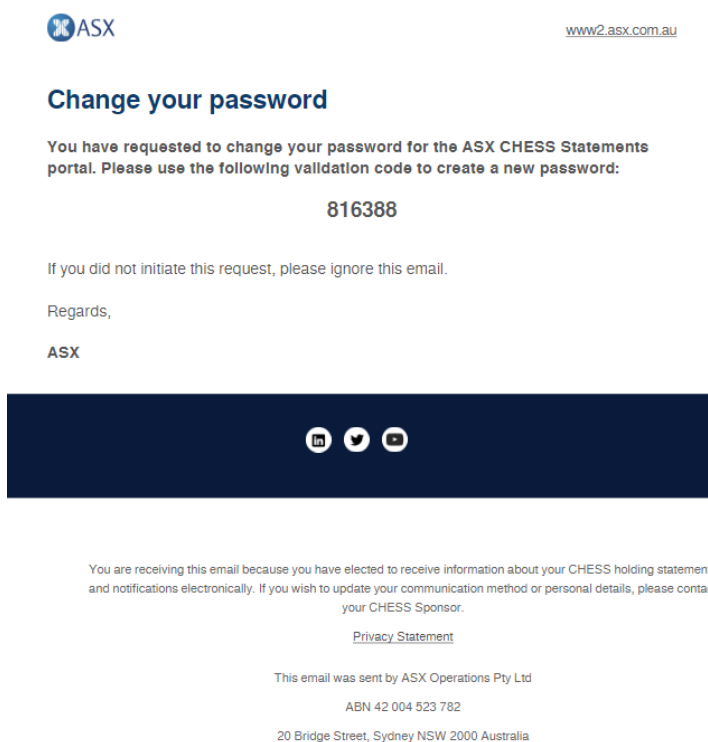 ASX
www2.asx.com.au
Change your password
You have requested to change your password for the ASX CHESS Statements
portal. Please use the following validation code to create a new password:
816388
If you did not initiate this request, please ignore this email.
Regards,
ASX
in
You are receiving this email because you have elected to receive information about your CHESS holding
and notifications electronically. If you wish to update your communication method or personal details, please
your CHESS Sponsor.
Privacy Statement
This email was sent by ASX Operations Pty Ltd
ABN 42 004 523 782
20 Bridge Street, Sydney NSW 2000 Australia